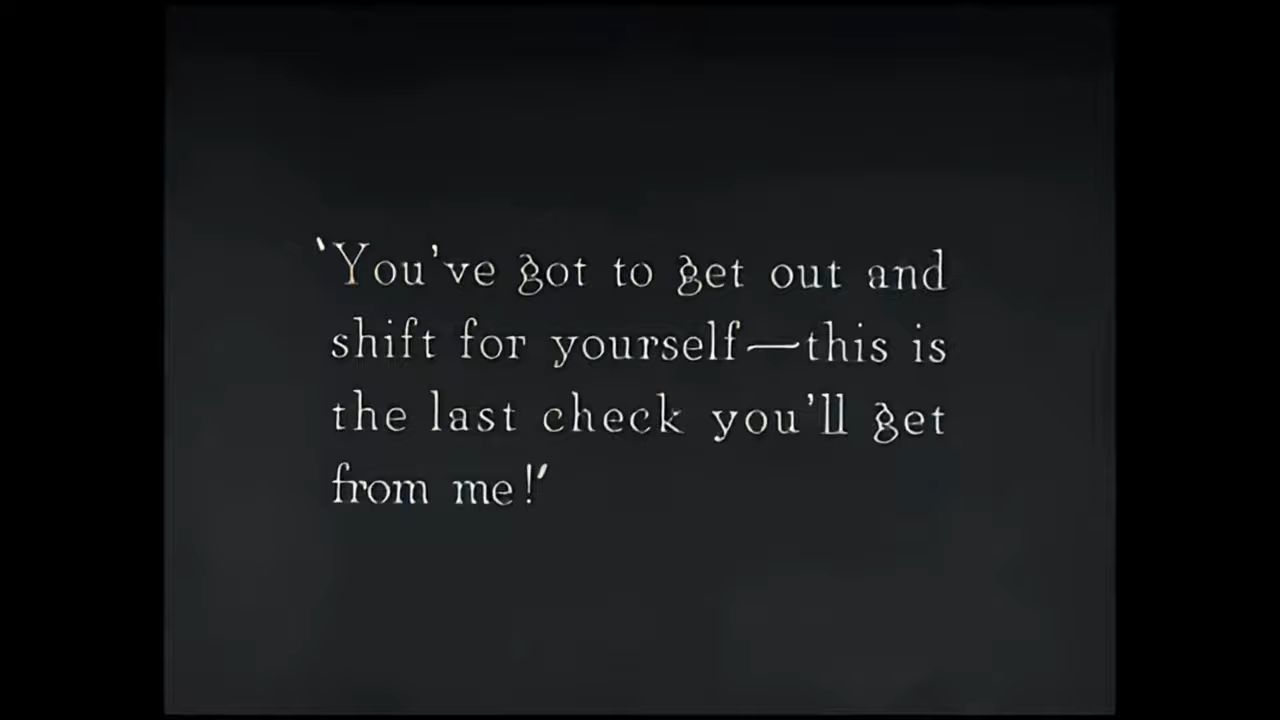 'You've got to get out and
shift for yourself—this is
the last check you'll get
from me!'